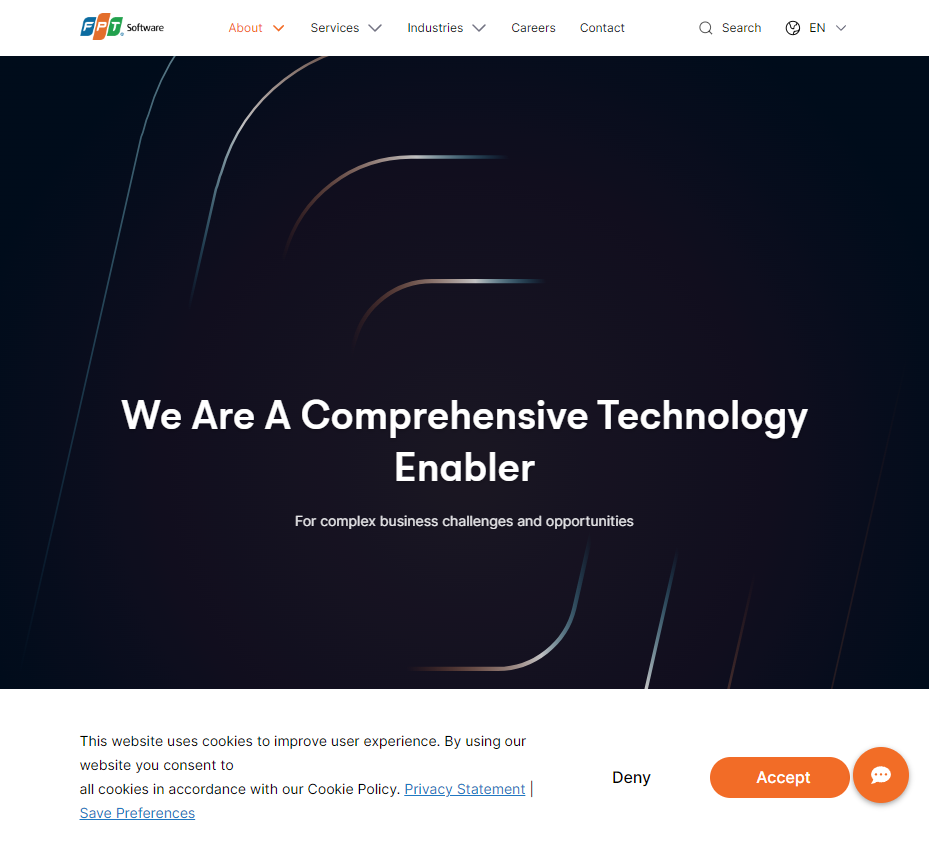 FPT Software
About
Services
Industries
Careers
Contact
Search
EN
We Are A Comprehensive Technology
Enabler
For complex business challenges and opportunities
This website uses cookies to improve user experience. By using our
website you consent to
all cookies in accordance with our Cookie Policy. Privacy Statement |
Save Preferences
Deny
Accept